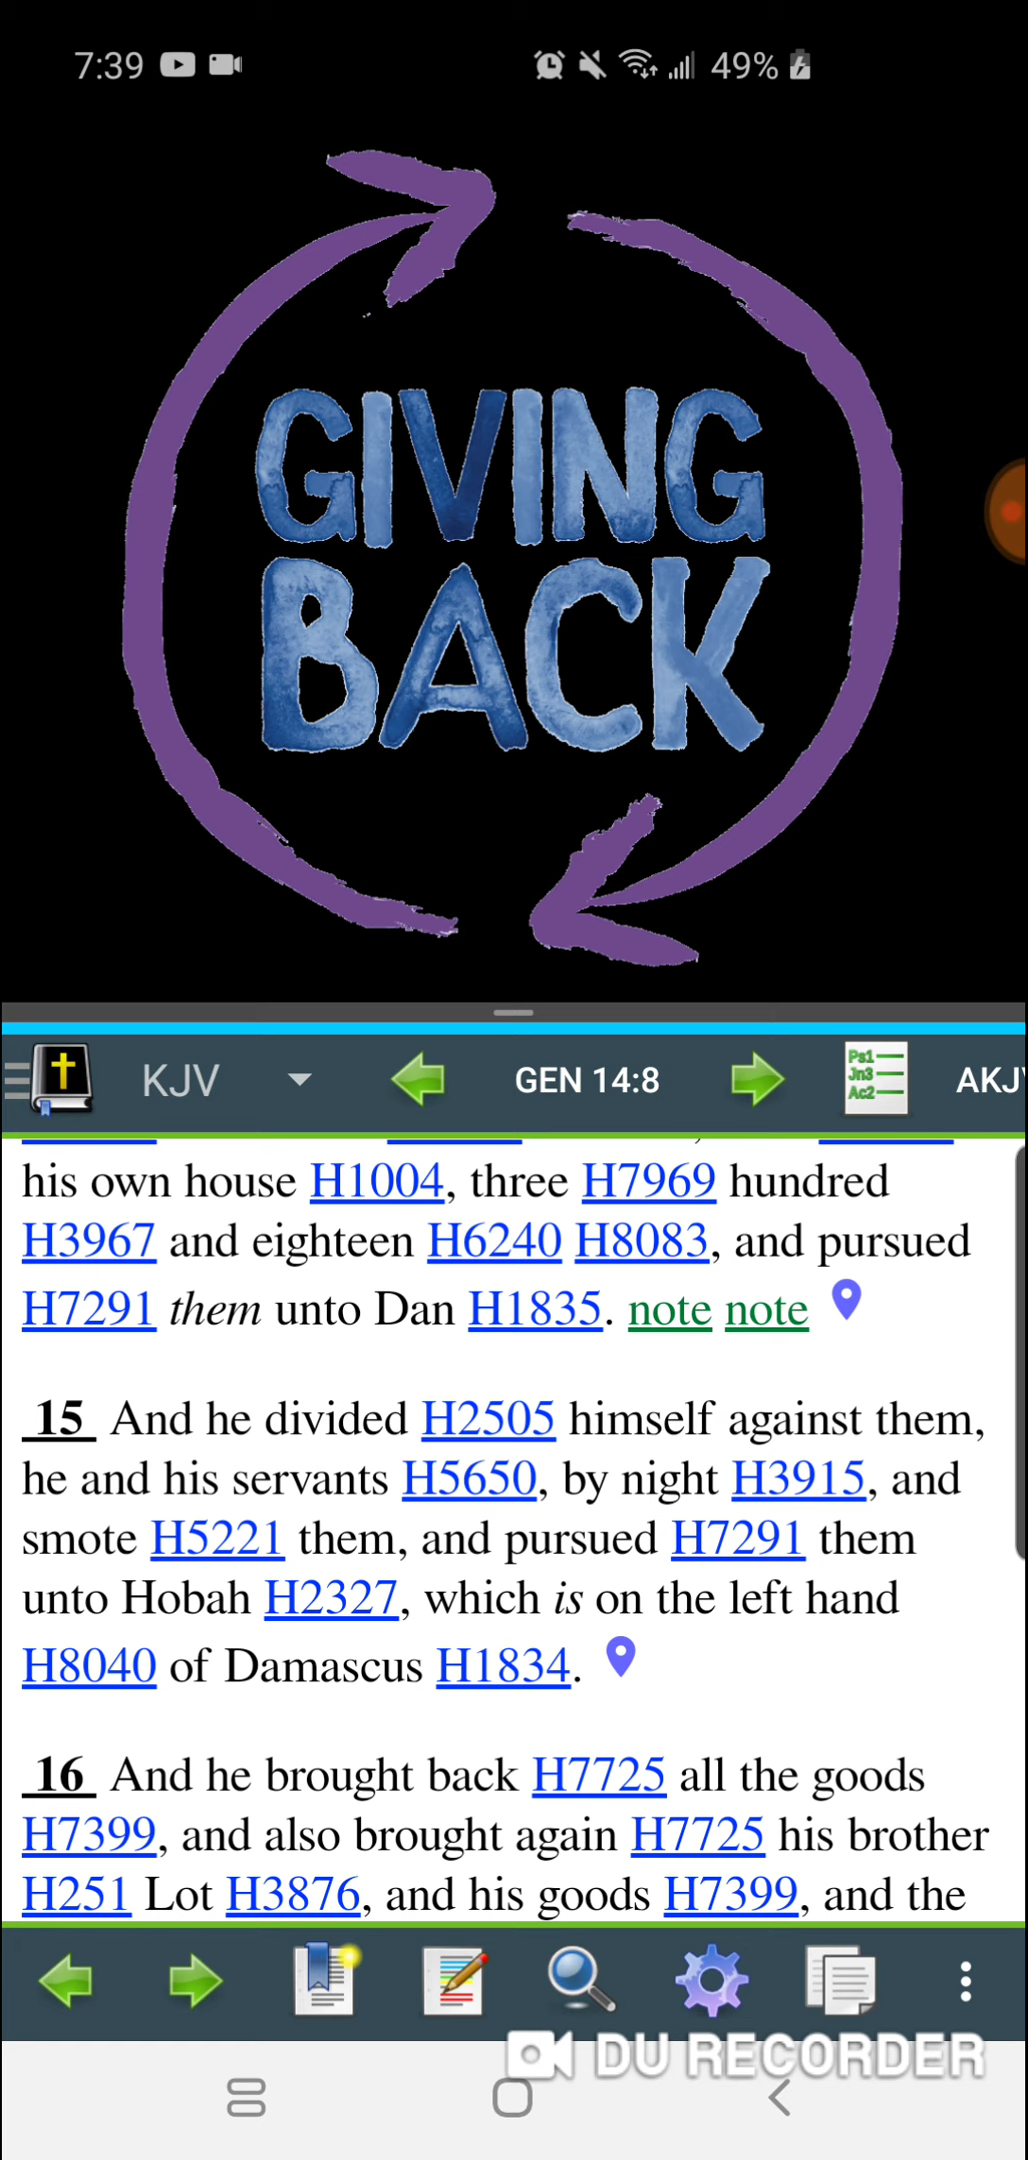 7:39 49%
GIVING
BACK
KJV GEN 14:8 AKJ
Ps1
Jn3
Ac2
his own house H1004, three H7969 hundred
H3967 and eighteen H6240 H8083, and pursued
H7291 them unto Dan H1835. note note
15 And he divided H2505 himself against them,
he and his servants H5650, by night H3915, and
smote H5221 them, and pursued H7291 them
unto Hobah H2327, which is on the left hand
H8040 of Damascus H1834.
16 And he brought back H7725 all the goods
H7399, and also brought again H7725 his brother
H251 Lot H3876, and his goods H7399, and the
DU RECORDER